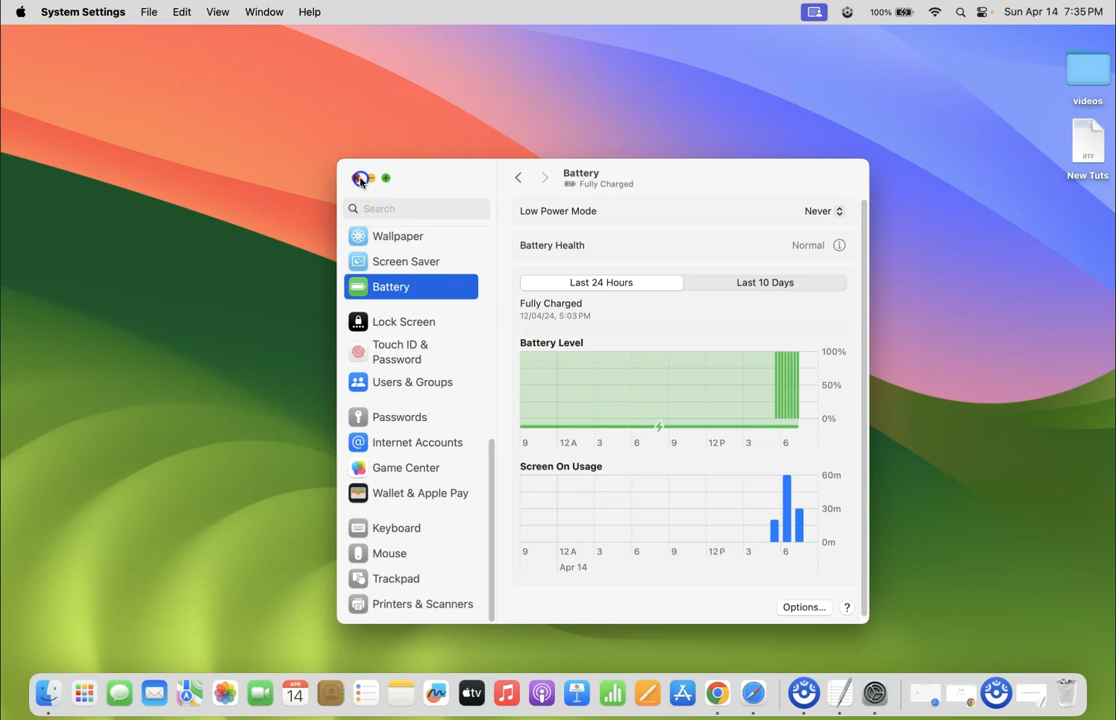 System Settings File Edit View Window Help 100% Sun Apr 14 7:35 PM
videos
RTF
New Tuts
Search
Wallpaper
Screen Saver
Battery
Lock Screen
Touch ID &
Password
Users & Groups
Passwords
Internet Accounts
Game Center
Wallet & Apple Pay
Keyboard
Mouse
Trackpad
Printers & Scanners
Battery
Fully Charged
Low Power Mode Never
Battery Health Normal
Last 24 Hours Last 10 Days
Fully Charged
12/04/24, 5:03 PM
Battery Level
100%
50%
0%
9 12 A 3 6 9 12 P 3 6
Screen On Usage
60m
30m
0m
9 12 A 3 6 9 12 P 3 6
Apr 14
Options... ?
APR
14
tv